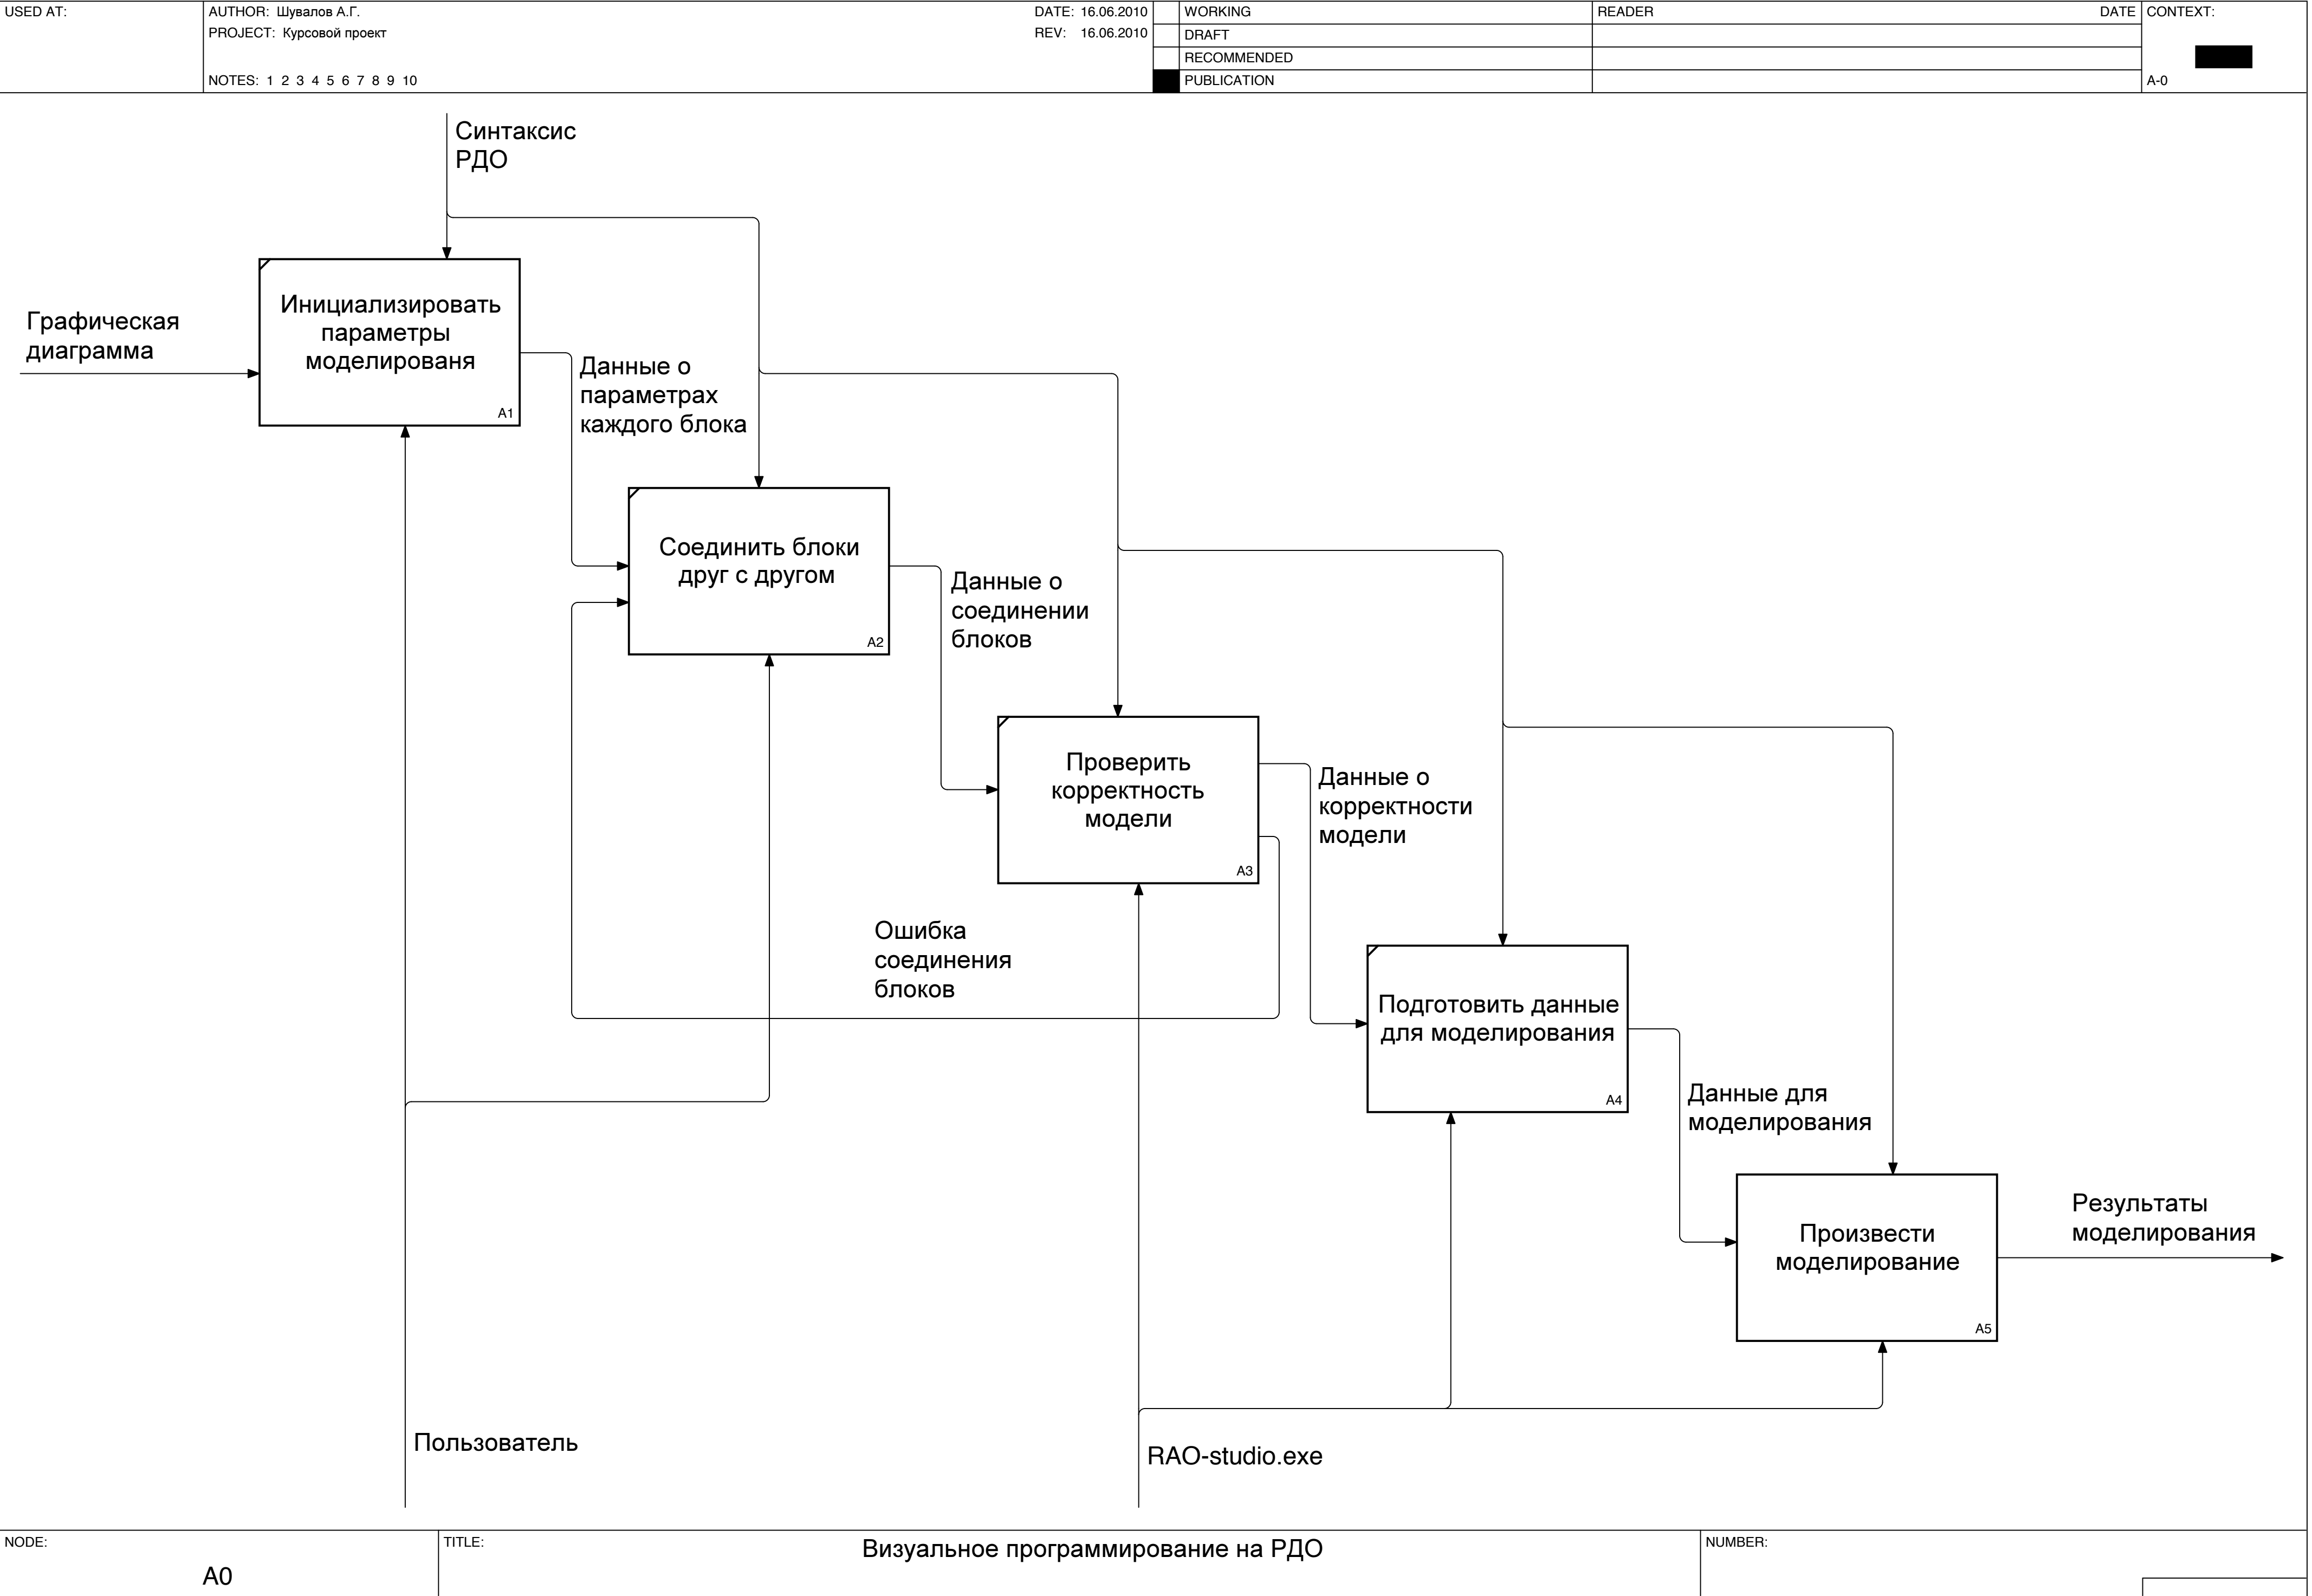 USED AT:
AUTHOR: Шувалов А.Г.
DATE: 16.06.2010
PROJECT: Курсовой проект
REV: 16.06.2010
NOTES: 1 2 3 4 5 6 7 8 9 10
WORKING
DRAFT
RECOMMENDED
PUBLICATION
READER
DATE
CONTEXT:
A-0
Синтаксис
РДО
Графическая
диаграмма
Инициализировать
параметры
моделированя
A1
Данные о
параметрах
каждого блока
Соединить блоки
друг с другом
A2
Данные о
соединении
блоков
Проверить
корректность
модели
A3
Данные о
корректности
модели
Ошибка
соединения
блоков
Подготовить данные
для моделирования
A4
Данные для
моделирования
Произвести
моделирование
A5
Результаты
моделирования
Пользователь
RAO-studio.exe
NODE:
A0
TITLE:
Визуальное программирование на РДО
NUMBER: